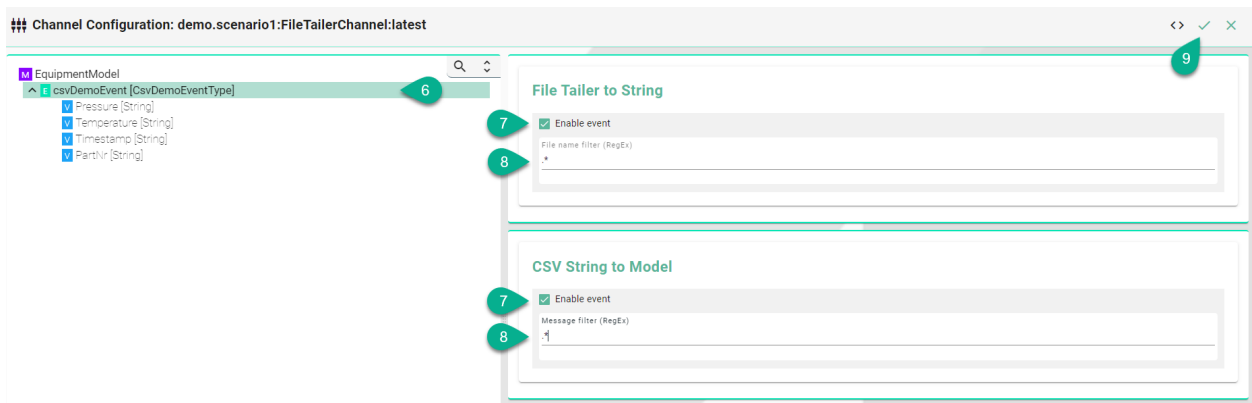 Channel Configuration: demo.scenario1:FileTailerChannel:latest
<>
9
M EquipmentModel
E csvDemoEvent [CsvDemoEventType]
6
V Pressure [String]
V Temperature [String]
V Timestamp [String]
V PartNr [String]
File Tailer to String
7
Enable event
File name filter (RegEx)
8
.*
CSV String to Model
7
Enable event
Message filter (RegEx)
8
.*